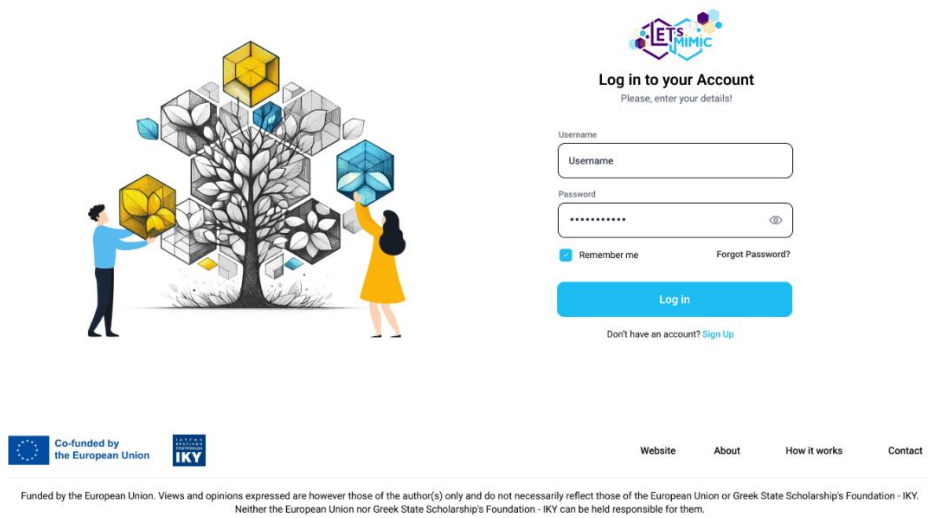 LET'S
MIMIC
Log in to your Account
Please, enter your details!
Username
Username
Password
Remember me
Forgot Password?
Log in
Don't have an account? Sign Up
Co-funded by
the European Union
IKY
Website
About
How it works
Contact
Funded by the European Union. Views and opinions expressed are however those of the author(s) only and do not necessarily reflect those of the European Union or Greek State Scholarship's Foundation - IKY.
Neither the European Union nor Greek State Scholarship's Foundation - IKY can be held responsible for them.